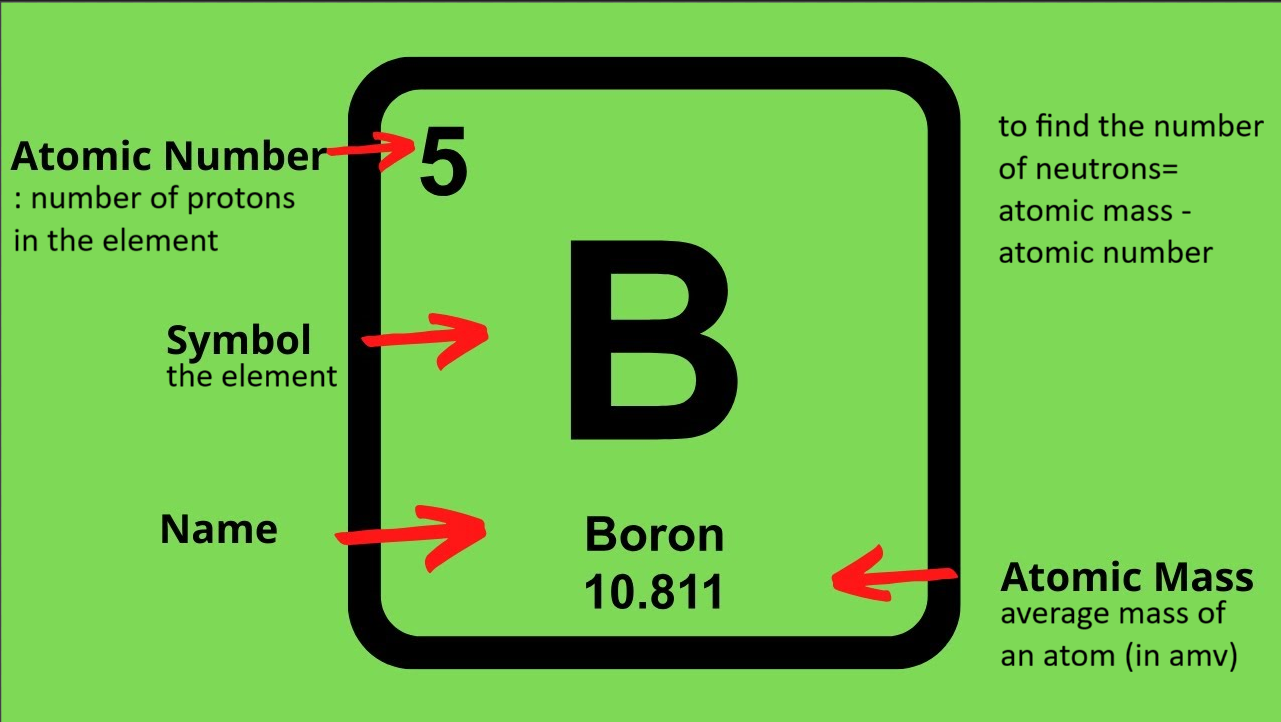 Atomic Number
: number of protons
in the element
5
to find the number
of neutrons=
atomic mass -
atomic number
Symbol
the element
B
Name
Boron
10.811
Atomic Mass
average mass of
an atom (in amv)